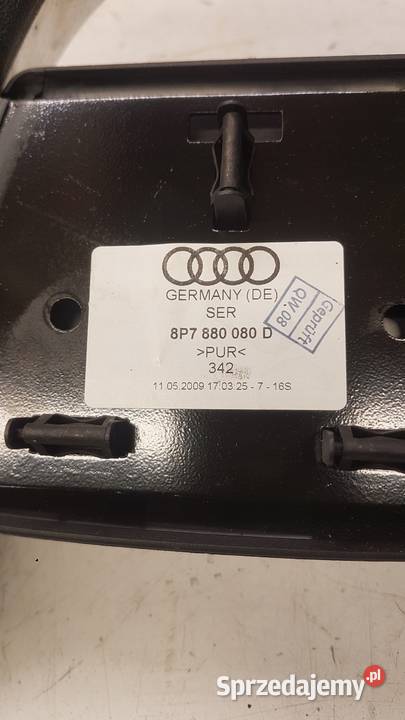 GERMANY (DE)
SER
8P7 880 080 D
>PUR<
342
11.05.2009 17:03:25 - 7 - 16S
Geprüft
QW.08
Sprzedajemy.pl